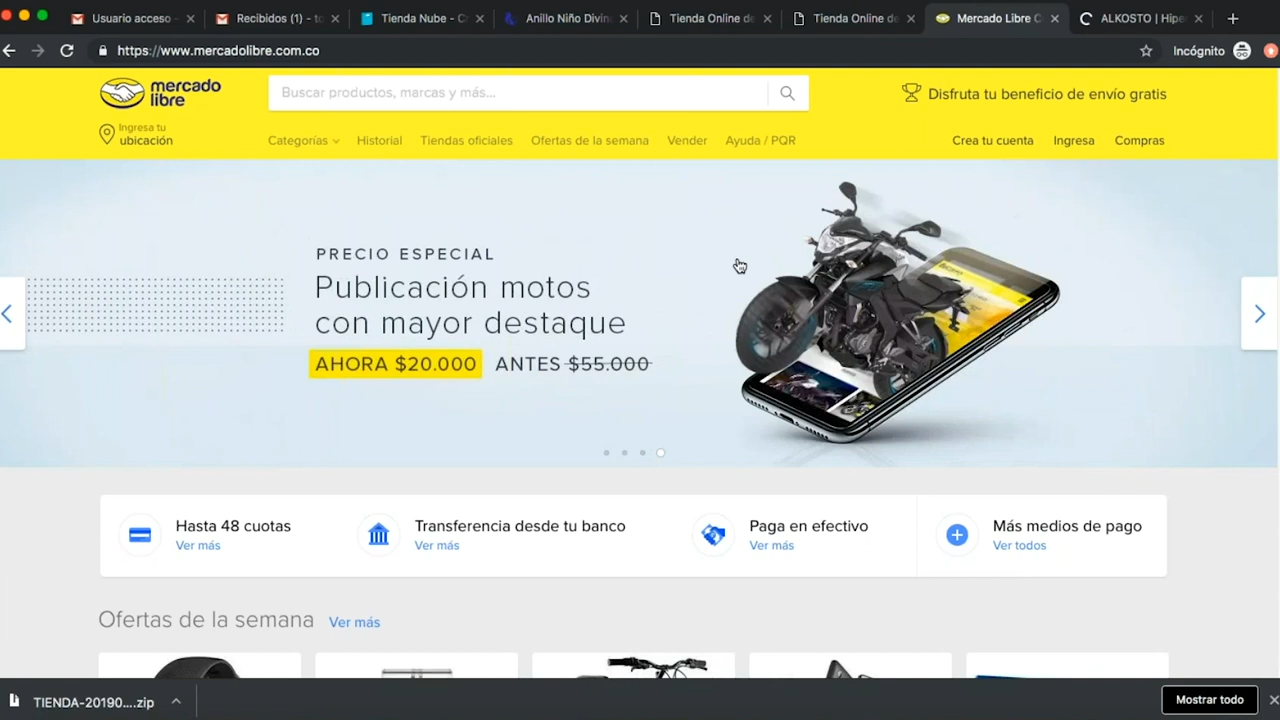 Usuario acceso
Recibidos (1) - to
Tienda Nube - C
Anillo Niño Divin
Tienda Online de
Tienda Online de
Mercado Libre C
ALKOSTO | Hiper
https://www.mercadolibre.com.co
Incógnito
mercado
libre
Buscar productos, marcas y más...
Disfruta tu beneficio de envío gratis
Ingresa tu
ubicación
Categorías
Historial
Tiendas oficiales
Ofertas de la semana
Vender
Ayuda / PQR
Crea tu cuenta
Ingresa
Compras
PRECIO ESPECIAL
Publicación motos
con mayor destaque
AHORA $20.000 ANTES $55.000
Hasta 48 cuotas
Ver más
Transferencia desde tu banco
Ver más
Paga en efectivo
Ver más
Más medios de pago
Ver todos
Ofertas de la semana Ver más
TIENDA-20190....zip
Mostrar todo